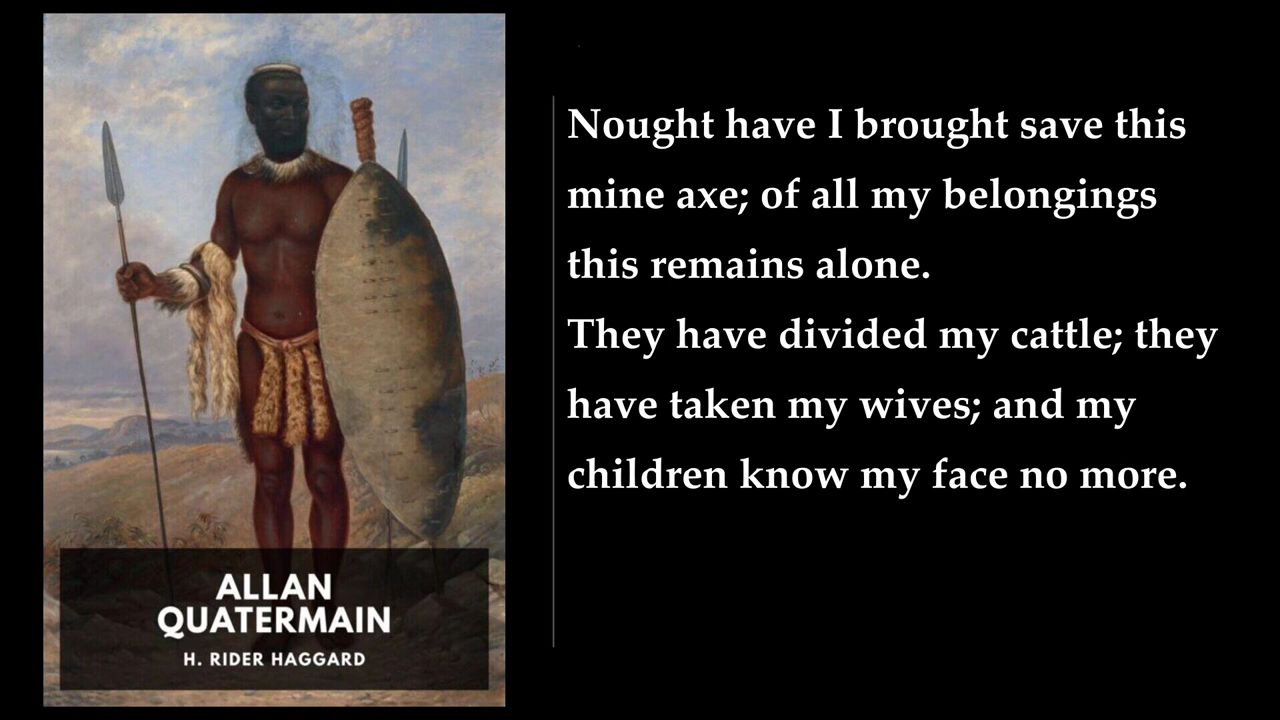 ALLAN
QUATERMAIN
H. RIDER HAGGARD
Nought have I brought save this
mine axe; of all my belongings
this remains alone.
They have divided my cattle; they
have taken my wives; and my
children know my face no more.